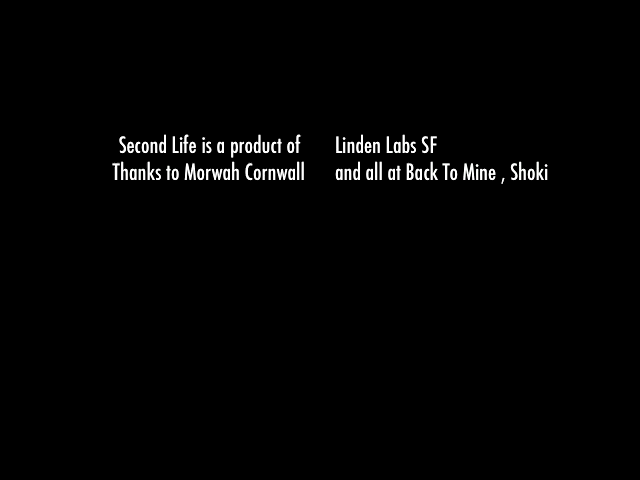 Second Life is a product of Linden Labs SF
Thanks to Morwah Cornwall and all at Back To Mine , Shoki